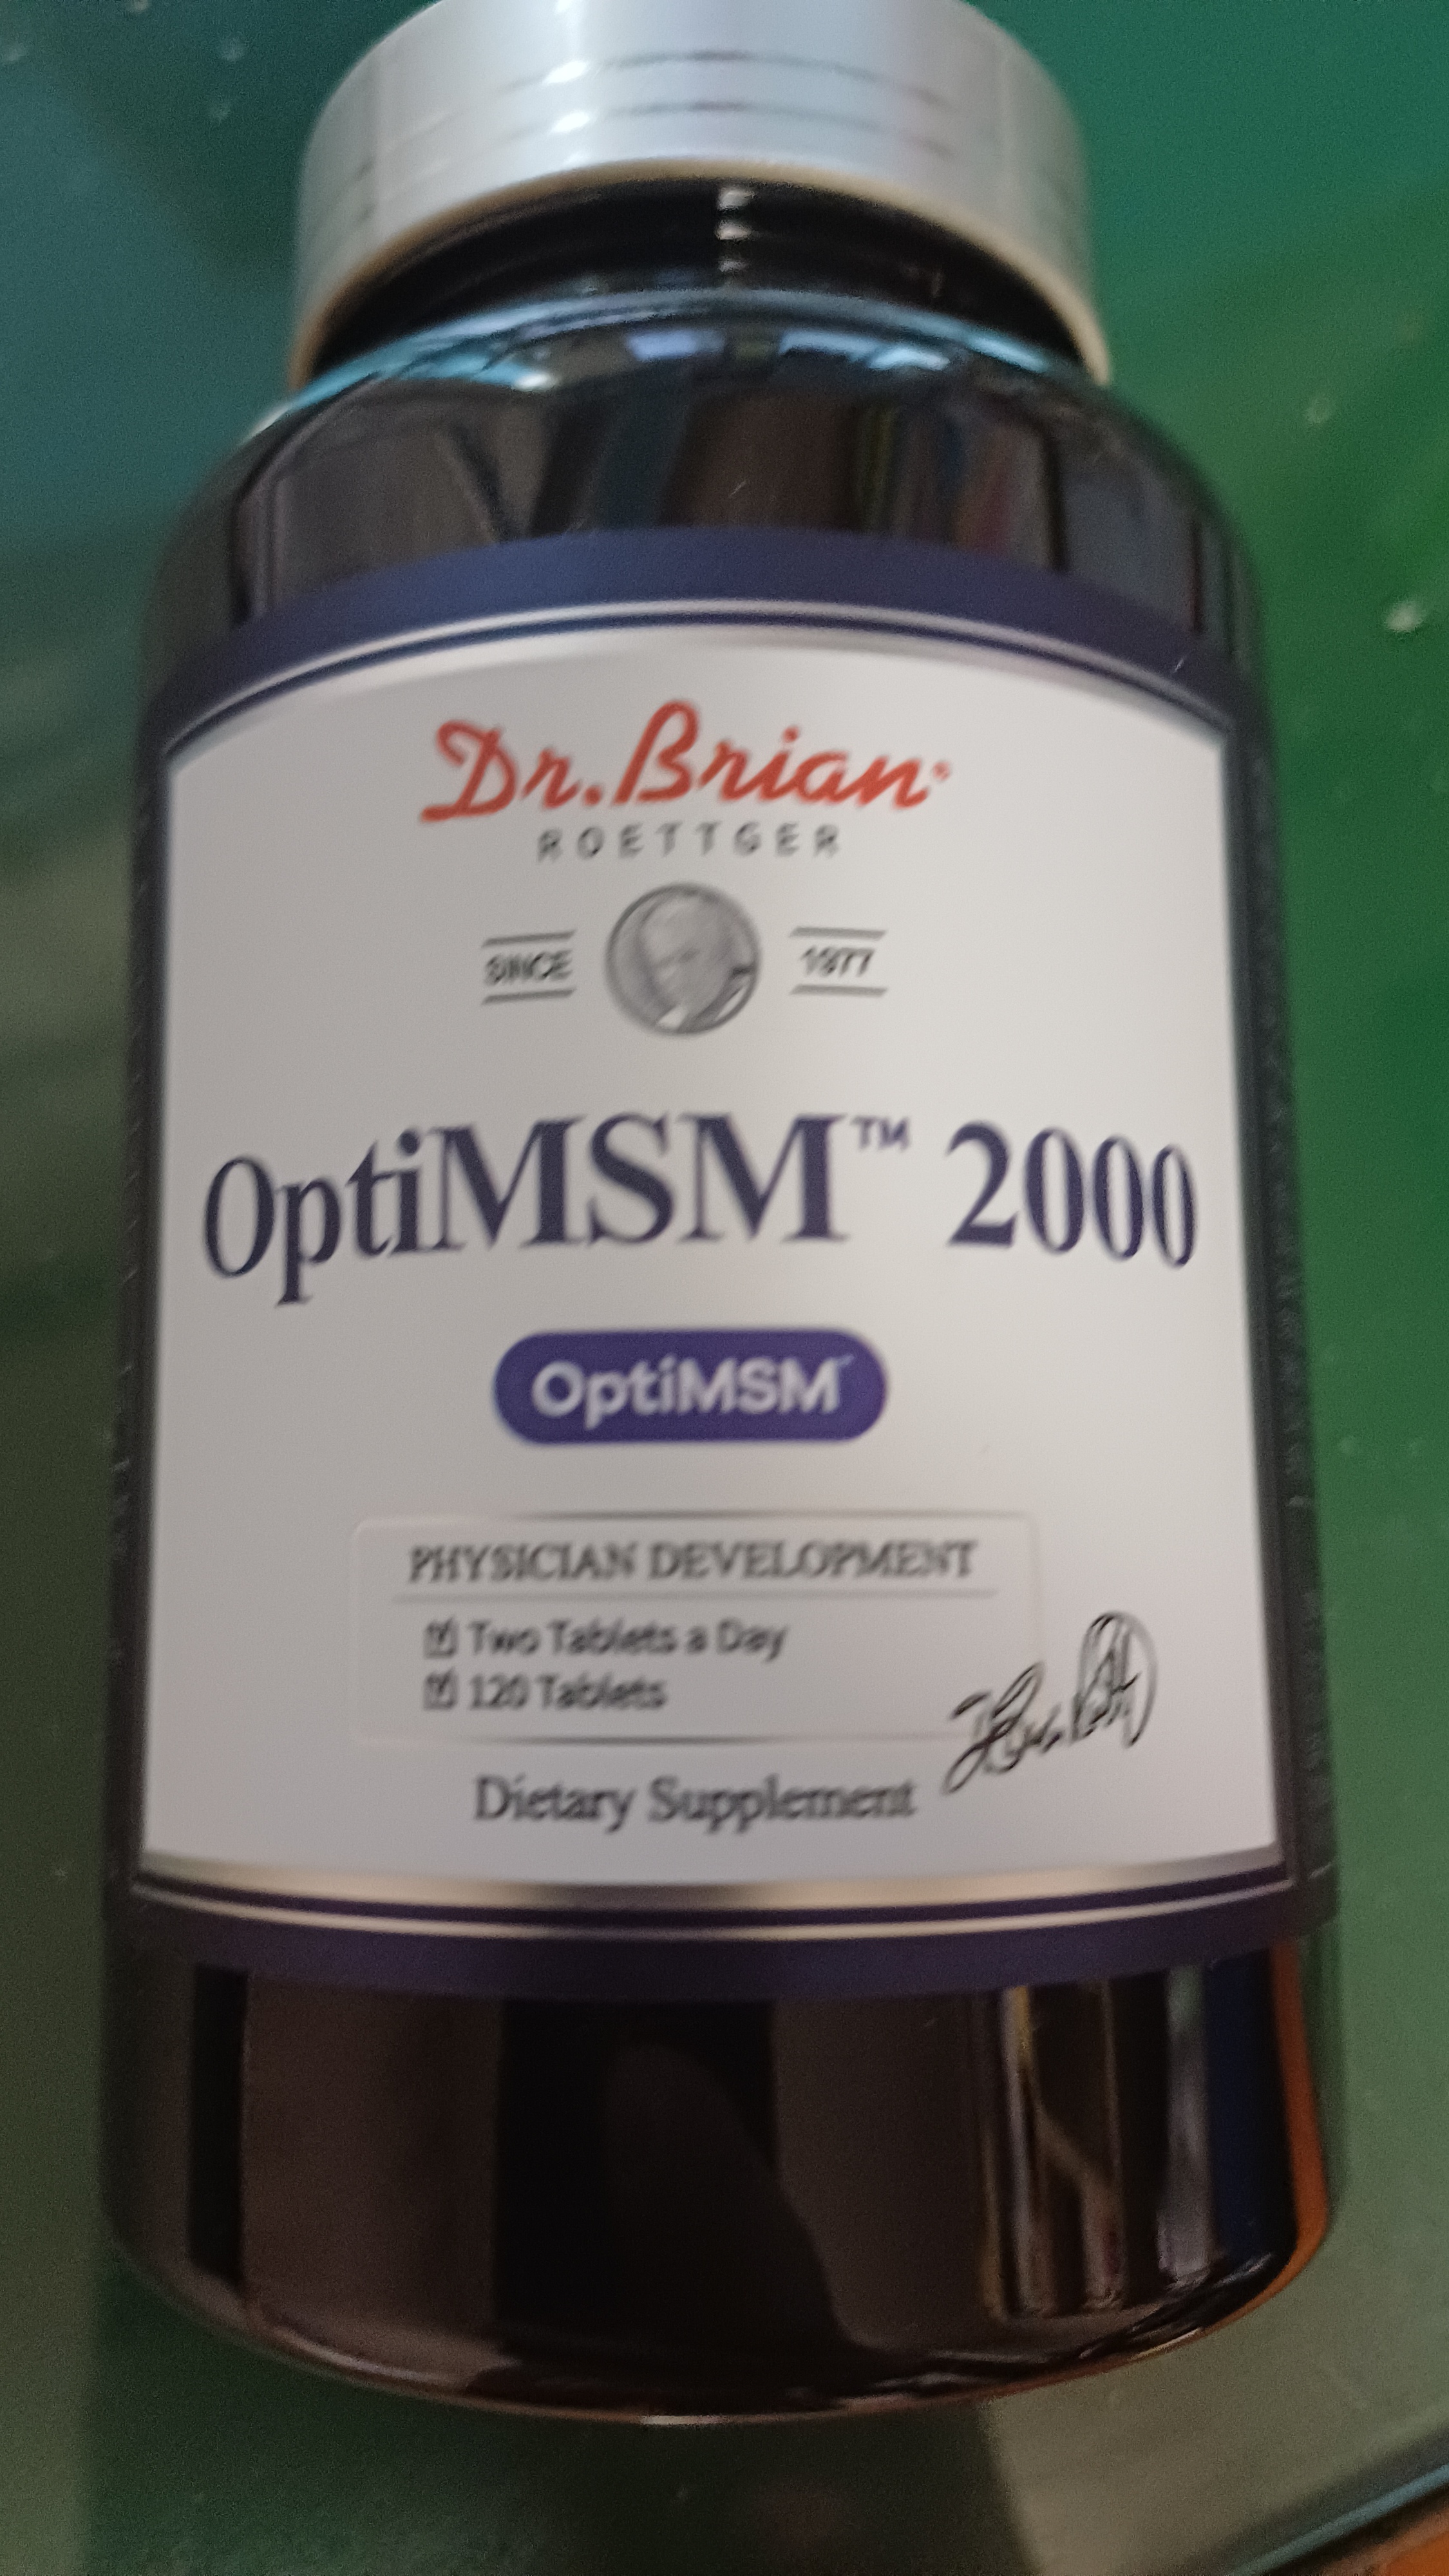 Dr.Brian®
ROETTGER
SINCE 1977
OptiMSM™ 2000
OptiMSM
PHYSICIAN DEVELOPMENT
☑ Two Tablets a Day
☑ 120 Tablets
Dietary Supplement